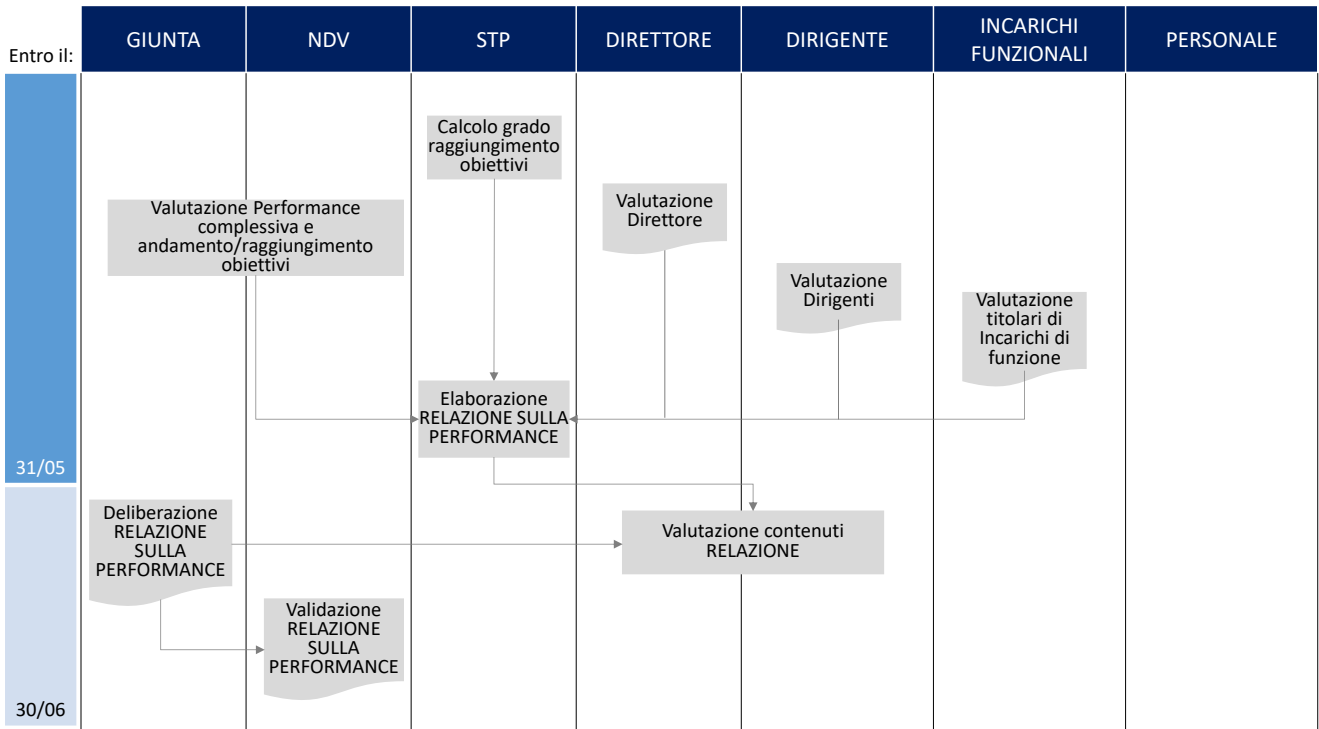 Entro il:
GIUNTA
NDV
STP
DIRETTORE
DIRIGENTE
INCARICHI
FUNZIONALI
PERSONALE
Calcolo grado
raggiungimento
obiettivi
Valutazione Performance
complessiva e
andamento/raggiungimento
obiettivi
Valutazione
Direttore
Valutazione
Dirigenti
Valutazione
titolari di
Incarichi di
funzione
Elaborazione
RELAZIONE SULLA
PERFORMANCE
31/05
Deliberazione
RELAZIONE
SULLA
PERFORMANCE
Valutazione contenuti
RELAZIONE
Validazione
RELAZIONE
SULLA
PERFORMANCE
30/06